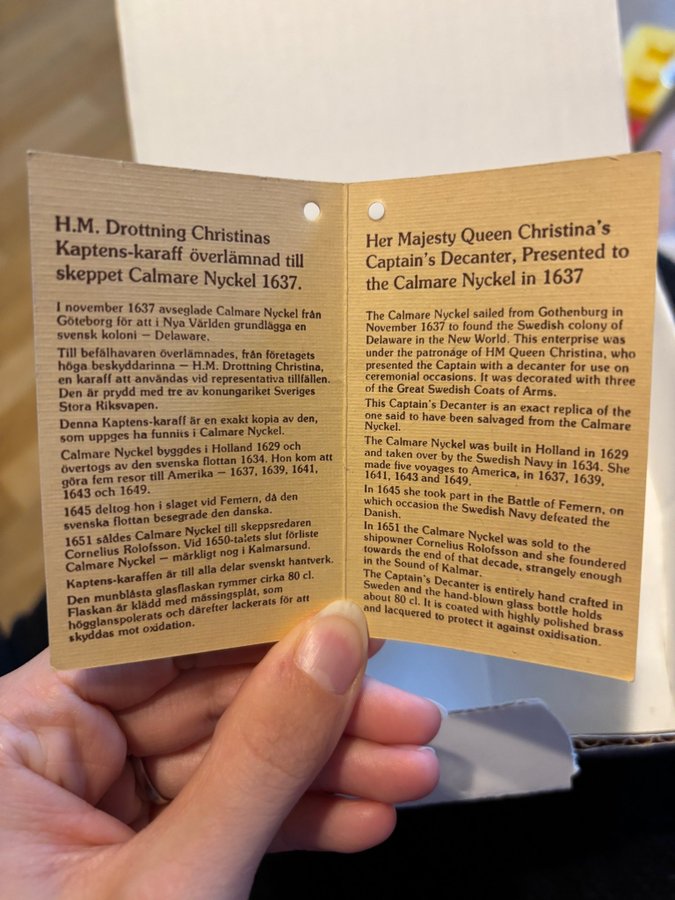 H.M. Drottning Christinas
Kaptens-karaff överlämnad till
skeppet Calmare Nyckel 1637.
I november 1637 avseglade Calmare Nyckel från
Göteborg för att i Nya Världen grundlägga en
svensk koloni – Delaware.
Till befälhavaren överlämnades, från företagets
höga beskyddarinna – H.M. Drottning Christina,
en karaff att användas vid representativa tillfällen.
Den är prydd med tre av konungariket Sveriges
Stora Riksvapen.
Denna Kaptens-karaff är en exakt kopia av den,
som uppges ha funnits i Calmare Nyckel.
Calmare Nyckel byggdes i Holland 1629 och
övertogs av den svenska flottan 1634. Hon kom att
göra fem resor till Amerika – 1637, 1639, 1641,
1643 och 1649.
1645 deltog hon i slaget vid Femern, då den
svenska flottan besegrade den danska.
1651 såldes Calmare Nyckel till skeppsredaren
Cornelius Rolofsson. Vid 1650-talets slut förliste
Calmare Nyckel – märkligt nog i Kalmarsund.
Kaptens-karaffen är till alla delar svenskt hantverk.
Den munblåsta glasflaskan rymmer cirka 80 cl.
Flaskan är klädd med mässingsplåt, som
högglanspolerats och därefter lackerats för att
skyddas mot oxidation.
Her Majesty Queen Christina's
Captain's Decanter, Presented to
the Calmare Nyckel in 1637
The Calmare Nyckel sailed from Gothenburg in
November 1637 to found the Swedish colony of
Delaware in the New World. This enterprise was
under the patronage of HM Queen Christina, who
presented the Captain with a decanter for use on
ceremonial occasions. It was decorated with three
of the Great Swedish Coats of Arms.
This Captain's Decanter is an exact replica of the
one said to have been salvaged from the Calmare
Nyckel.
The Calmare Nyckel was built in Holland in 1629
and taken over by the Swedish Navy in 1634. She
made five voyages to America, in 1637, 1639,
1641, 1643 and 1649.
In 1645 she took part in the Battle of Femern, on
which occasion the Swedish Navy defeated the
Danish.
In 1651 the Calmare Nyckel was sold to the
shipowner Cornelius Rolofsson and she foundered
towards the end of that decade, strangely enough
in the Sound of Kalmar.
The Captain's Decanter is entirely hand crafted in
Sweden and the hand-blown glass bottle holds
about 80 cl. It is coated with highly polished brass
and lacquered to protect it against oxidisation.